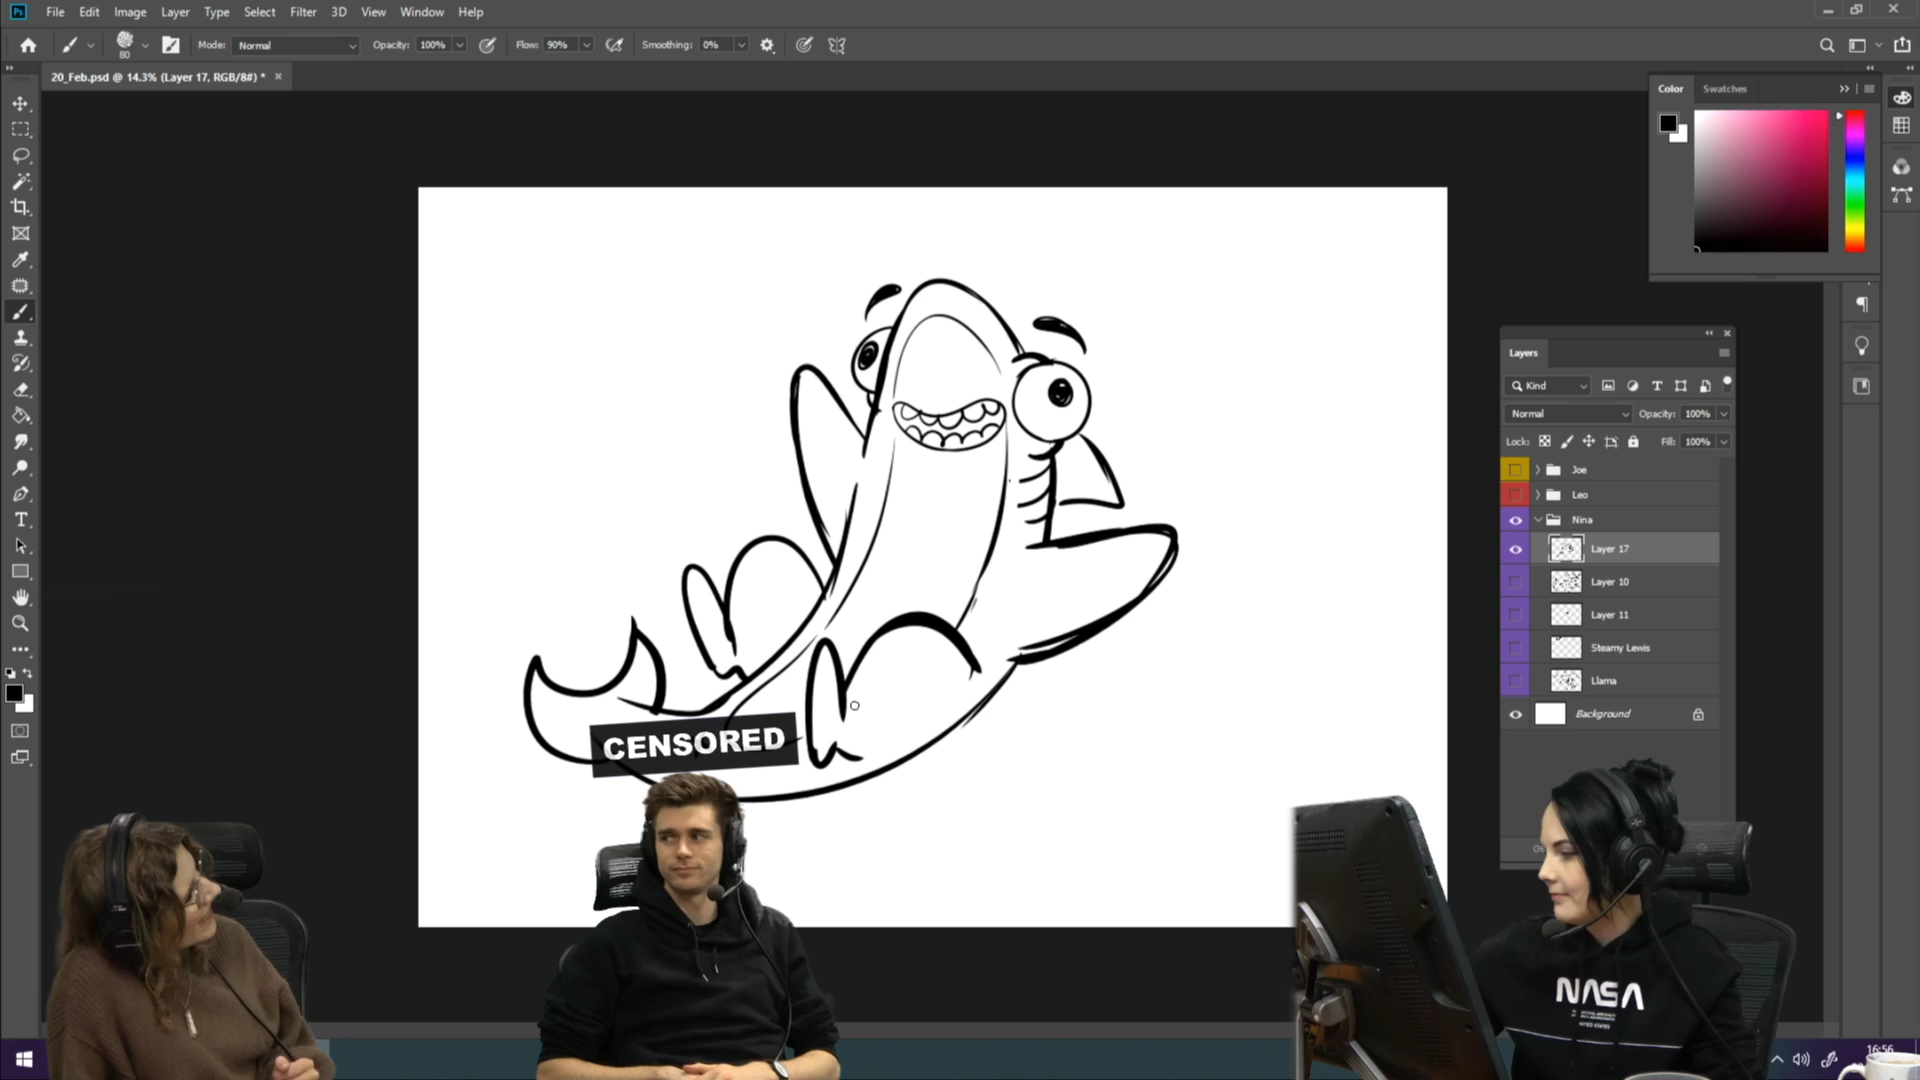 Ps File Edit Image Layer Type Select Filter 3D View Window Help
80 Mode: Normal Opacity: 100% Flow: 90% Smoothing: 0%
20_Feb.psd @ 14.3% (Layer 17, RGB/8#) *
Color Swatches
Layers
Kind
Normal Opacity: 100%
Lock: Fill: 100%
Joe
Leo
Nina
Layer 17
Layer 10
Layer 11
Steamy Lewis
Llama
Background
CENSORED
NASA
16:56